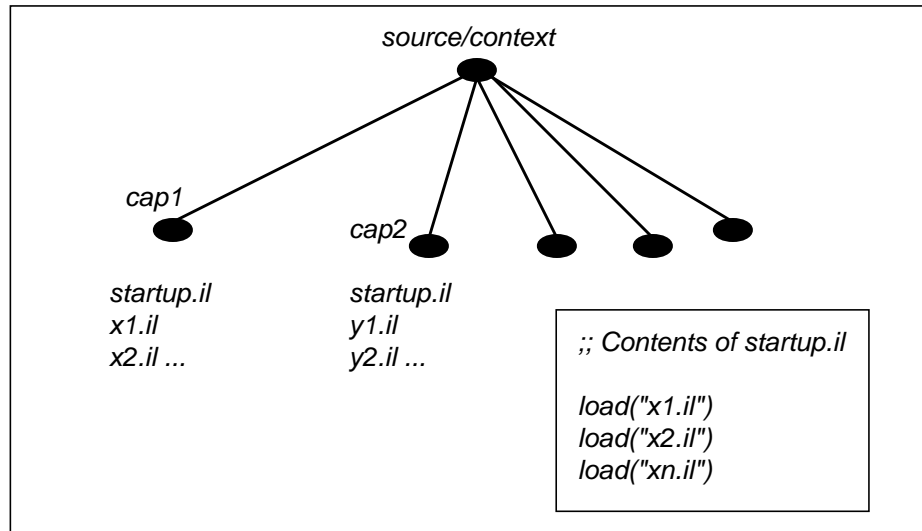 source/context
cap1
cap2
startup.il
x1.il
x2.il ...
startup.il
y1.il
y2.il ...
;; Contents of startup.il
load("x1.il")
load("x2.il")
load("xn.il")